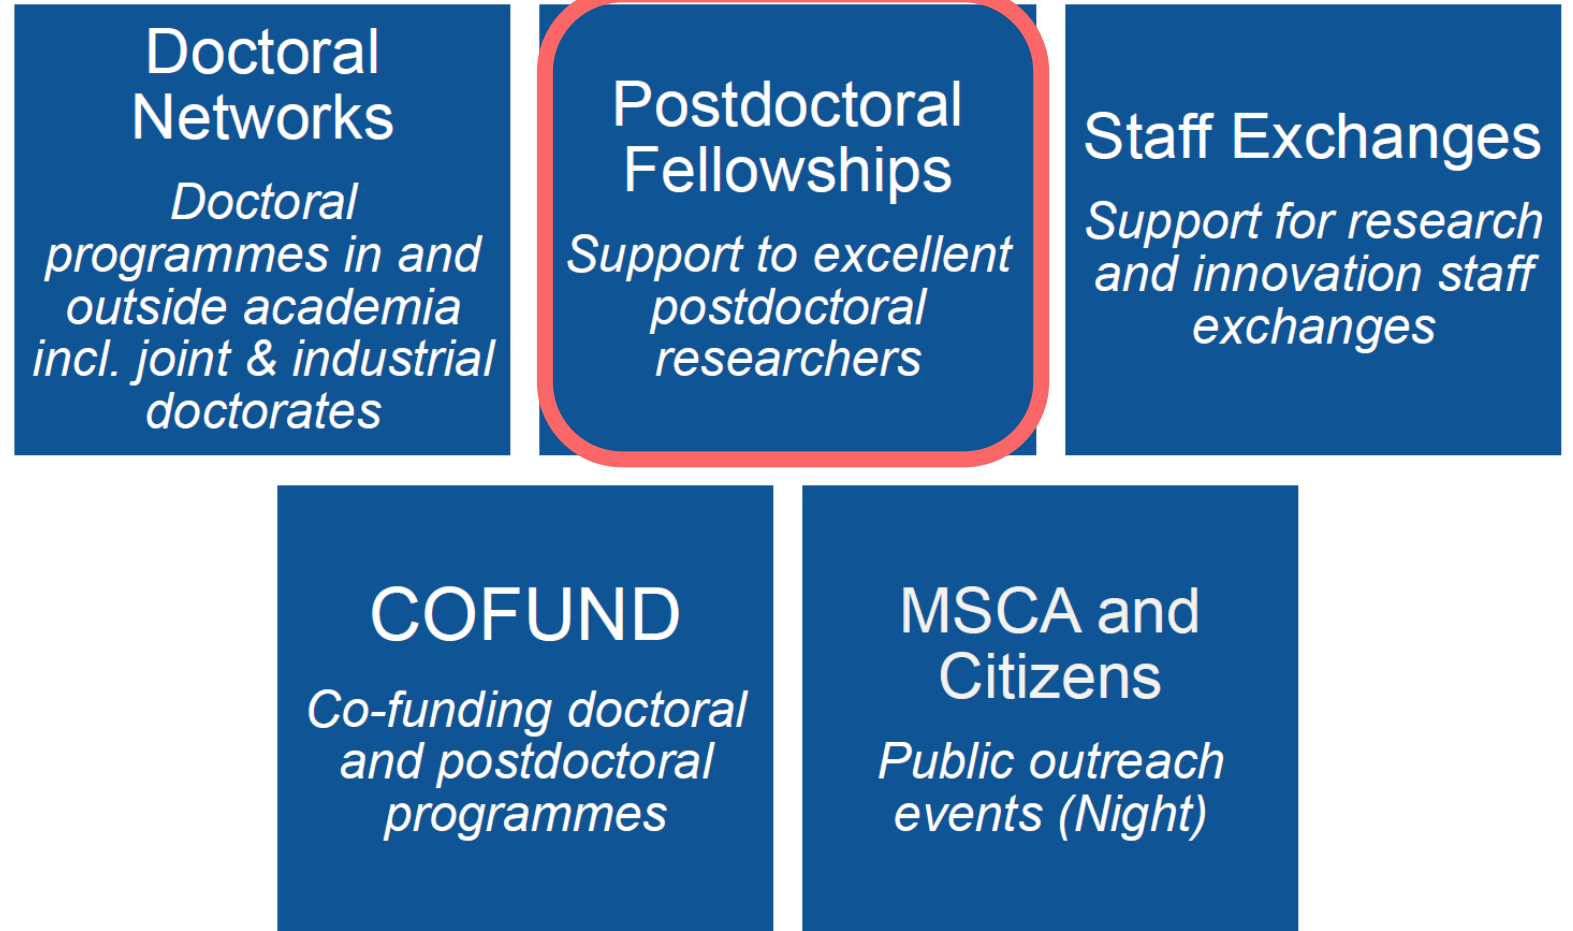 Doctoral
Networks
Doctoral
programmes in and
outside academia
incl. joint & industrial
doctorates
Postdoctoral
Fellowships
Support to excellent
postdoctoral
researchers
Staff Exchanges
Support for research
and innovation staff
exchanges
COFUND
Co-funding doctoral
and postdoctoral
programmes
MSCA and
Citizens
Public outreach
events (Night)